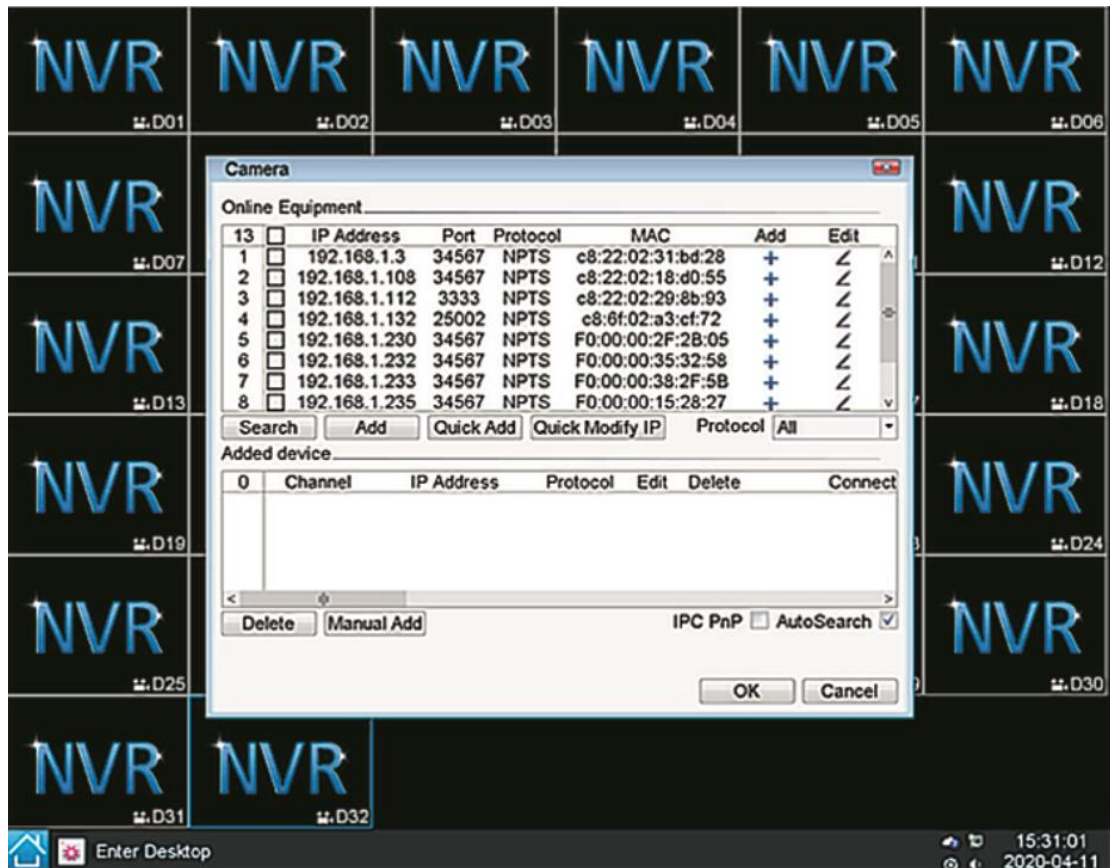 NVR NVR NVR NVR NVR NVR
D01 D02 D03 D04 D05 D06
Camera
Online Equipment
13 IP Address Port Protocol MAC Add Edit
1 192.168.1.3 34567 NPTS c8:22:02:31:bd:28
2 192.168.1.108 34567 NPTS c8:22:02:18:d0:55
3 192.168.1.112 3333 NPTS c8:22:02:29:8b:93
4 192.168.1.132 25002 NPTS c8:6f:02:a3:cf:72
5 192.168.1.230 34567 NPTS F0:00:00:2F:2B:05
6 192.168.1.232 34567 NPTS F0:00:00:35:32:58
7 192.168.1.233 34567 NPTS F0:00:00:38:2F:5B
8 192.168.1.235 34567 NPTS F0:00:00:15:28:27
Search Add Quick Add Quick Modify IP Protocol All
Added device
0 Channel IP Address Protocol Edit Delete Connect
Delete Manual Add IPC PnP AutoSearch
OK Cancel
NVR NVR
D07 D12
NVR NVR
D13 D18
NVR NVR
D19 D24
NVR NVR
D25 D30
NVR NVR
D31 D32
Enter Desktop
15:31:01
2020-04-11